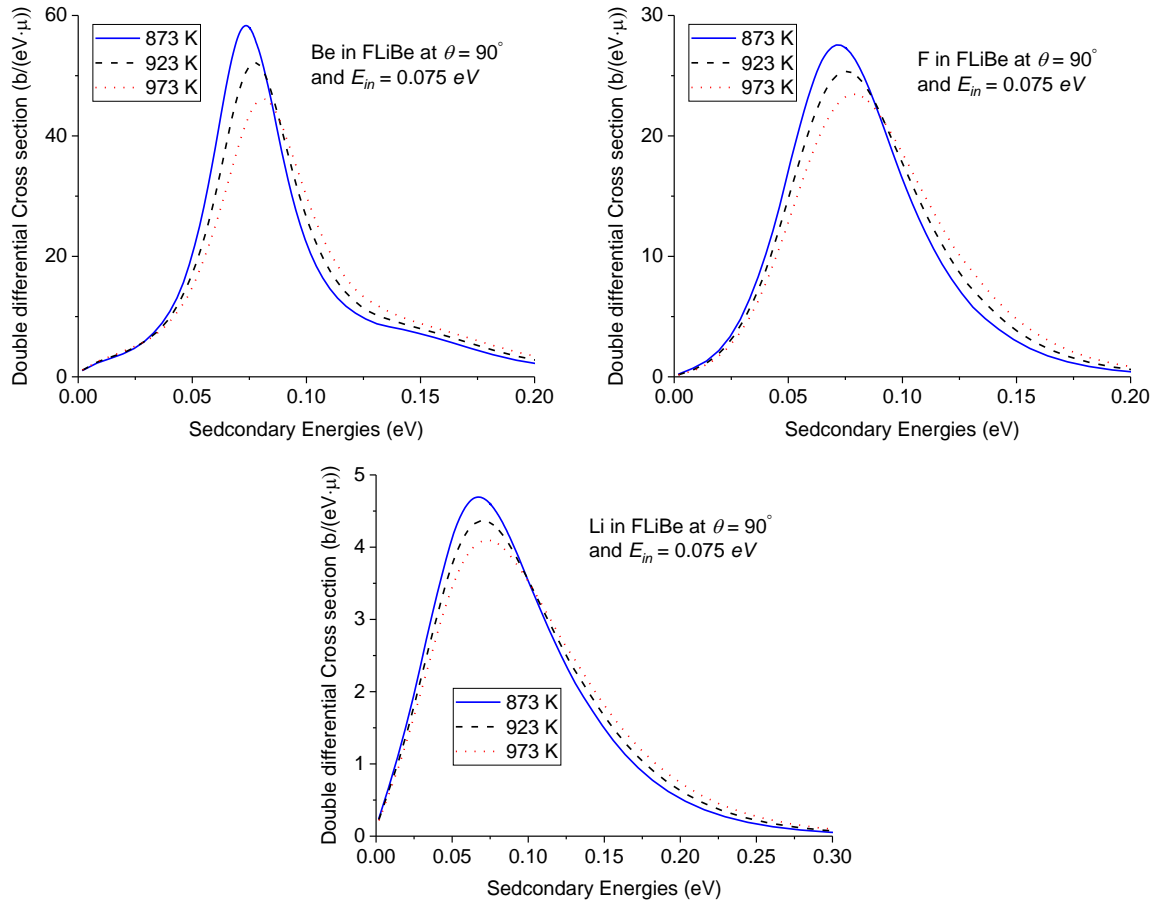 60
40
20
0
0.00
0.05
0.10
0.15
0.20
Double differential Cross section (b/(eV·μ))
Sedcondary Energies (eV)
873 K
923 K
973 K
Be in FLiBe at θ = 90°
and E_in = 0.075 eV
30
20
10
0
0.00
0.05
0.10
0.15
0.20
Double differential Cross section (b/(eV·μ))
Sedcondary Energies (eV)
873 K
923 K
973 K
F in FLiBe at θ = 90°
and E_in = 0.075 eV
5
4
3
2
1
0
0.00
0.05
0.10
0.15
0.20
0.25
0.30
Double differential Cross section (b/(eV·μ))
Sedcondary Energies (eV)
Li in FLiBe at θ = 90°
and E_in = 0.075 eV
873 K
923 K
973 K